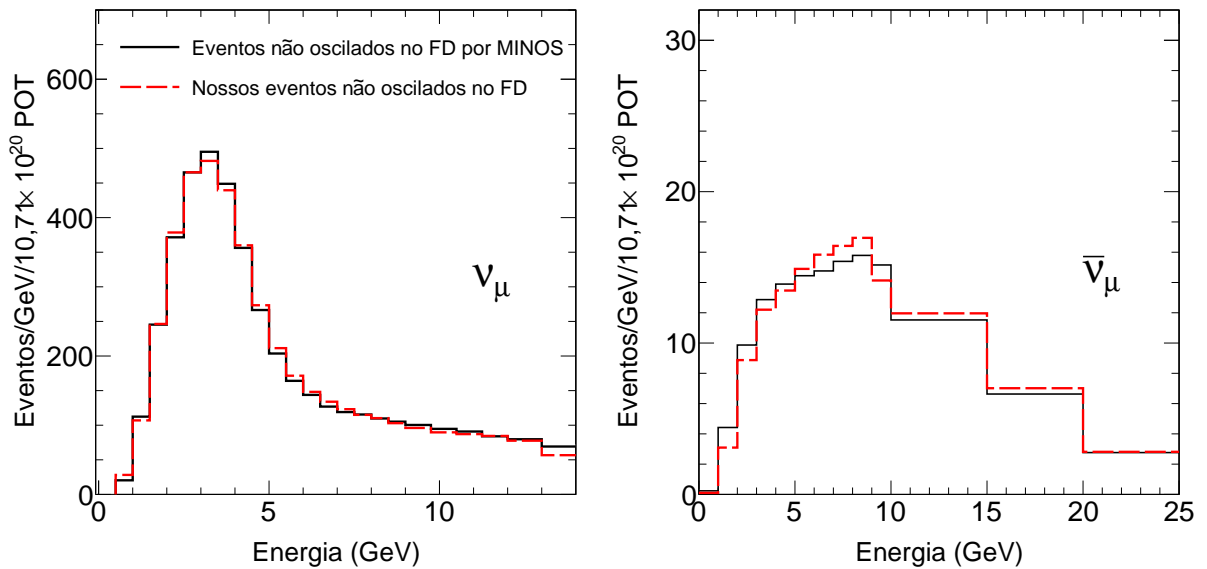 Eventos/GeV/10,71× 10²⁰ POT
600
400
200
0
Eventos não oscilados no FD por MINOS
Nossos eventos não oscilados no FD
νμ
0 5 10
Energia (GeV)
Eventos/GeV/10,71× 10²⁰ POT
30
20
10
0
ν̅μ
0 5 10 15 20 25
Energia (GeV)